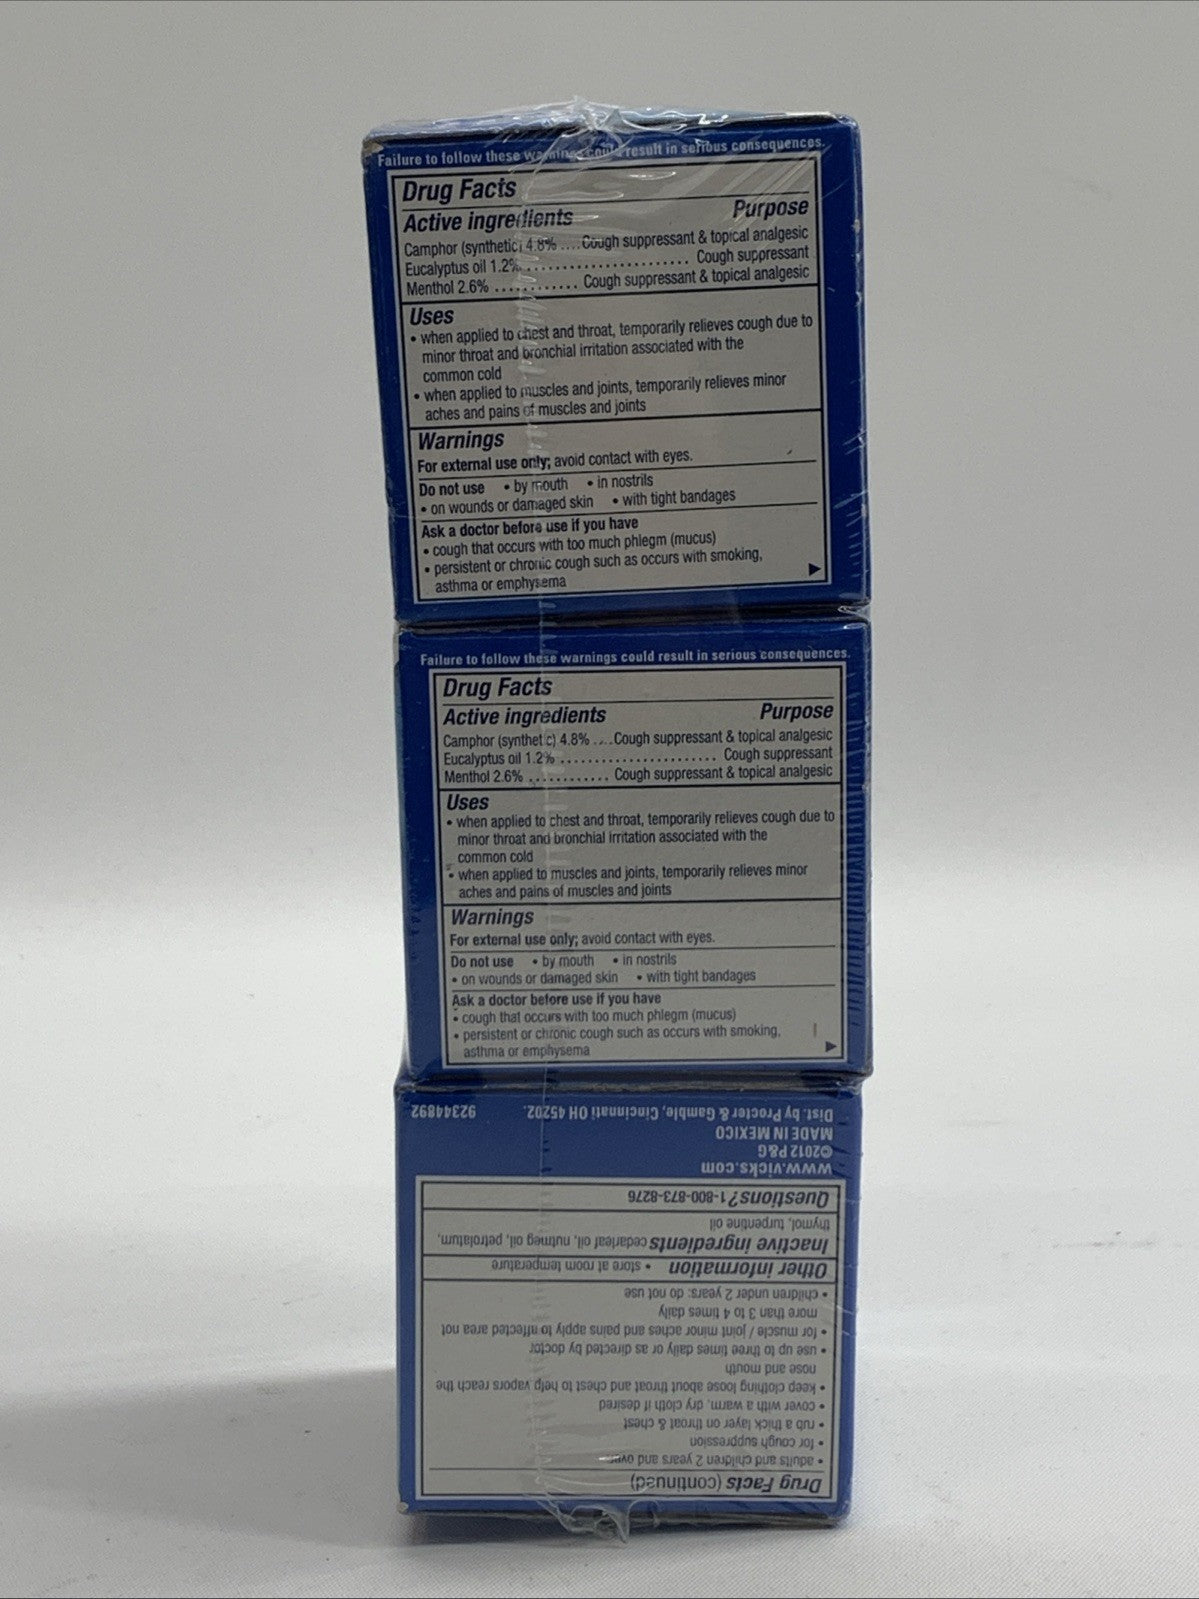 Failure to follow these warnings could result in serious consequences.
Drug Facts
Active ingredients Purpose
Camphor (synthetic) 4.8% ....Cough suppressant & topical analgesic
Eucalyptus oil 1.2% ........................ Cough suppressant
Menthol 2.6% ............ Cough suppressant & topical analgesic
Uses
• when applied to chest and throat, temporarily relieves cough due to
minor throat and bronchial irritation associated with the
common cold
• when applied to muscles and joints, temporarily relieves minor
aches and pains of muscles and joints
Warnings
For external use only; avoid contact with eyes.
Do not use • by mouth • in nostrils
• on wounds or damaged skin • with tight bandages
Ask a doctor before use if you have
• cough that occurs with too much phlegm (mucus)
• persistent or chronic cough such as occurs with smoking,
asthma or emphysema
Failure to follow these warnings could result in serious consequences.
Drug Facts
Active ingredients Purpose
Camphor (synthetic) 4.8% ....Cough suppressant & topical analgesic
Eucalyptus oil 1.2% ........................ Cough suppressant
Menthol 2.6% ............ Cough suppressant & topical analgesic
Uses
• when applied to chest and throat, temporarily relieves cough due to
minor throat and bronchial irritation associated with the
common cold
• when applied to muscles and joints, temporarily relieves minor
aches and pains of muscles and joints
Warnings
For external use only; avoid contact with eyes.
Do not use • by mouth • in nostrils
• on wounds or damaged skin • with tight bandages
Ask a doctor before use if you have
• cough that occurs with too much phlegm (mucus)
• persistent or chronic cough such as occurs with smoking,
asthma or emphysema
Drug Facts (continued)
• adults and children 2 years and over
• for cough suppression
• rub a thick layer on throat & chest
• cover with a warm, dry cloth if desired
• keep clothing loose about throat and chest to help vapors reach the
nose and mouth
• use up to three times daily or as directed by doctor
• for muscle / joint minor aches and pains apply to affected area not
more than 3 to 4 times daily
• children under 2 years: do not use
Other information • store at room temperature
Inactive ingredients cedarleaf oil, nutmeg oil, petrolatum,
thymol, turpentine oil
Questions? 1-800-873-8276
www.vicks.com
©2012 P&G
MADE IN MEXICO
Dist. by Procter & Gamble, Cincinnati OH 45202. 92344892